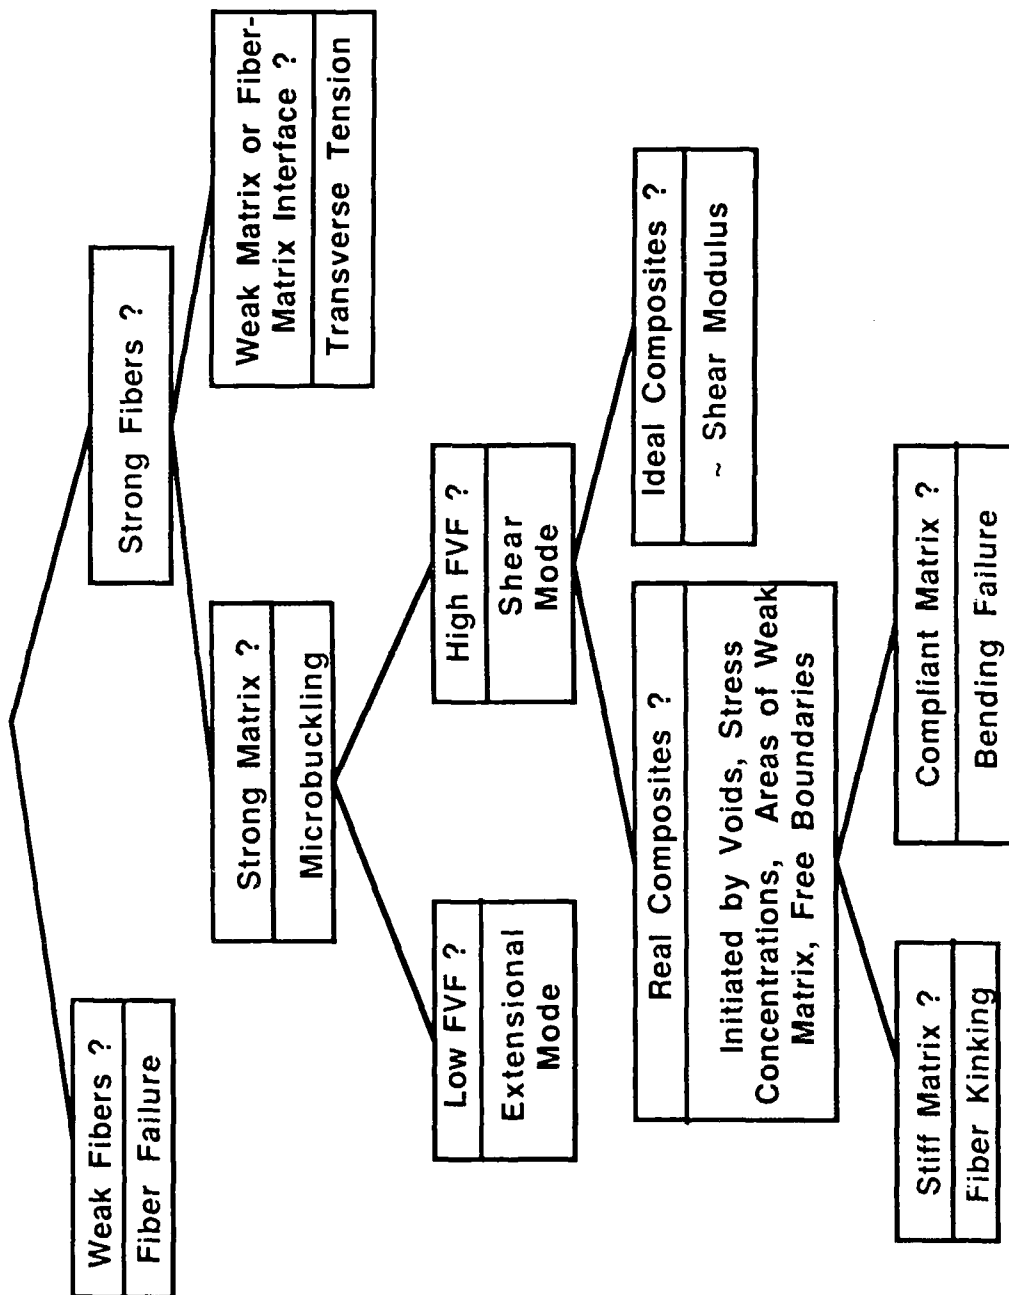 Weak Fibers ?
Fiber Failure
Strong Fibers ?
Strong Matrix ?
Microbuckling
Weak Matrix or Fiber-
Matrix Interface ?
Transverse Tension
Low FVF ?
Extensional
Mode
High FVF ?
Shear
Mode
Real Composites ?
Initiated by Voids, Stress
Concentrations, Areas of Weak
Matrix, Free Boundaries
Ideal Composites ?
~ Shear Modulus
Stiff Matrix ?
Fiber Kinking
Compliant Matrix ?
Bending Failure